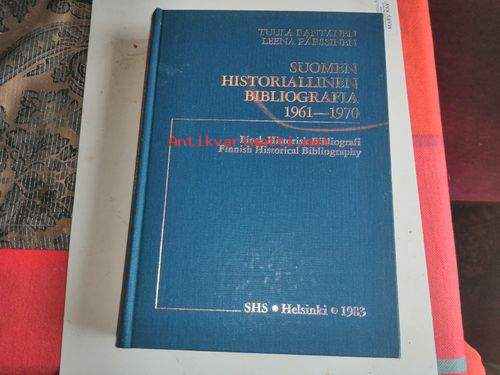 TUULA RANTANEN
LEENA PÄRSSINEN
SUOMEN
HISTORIALLINEN
BIBLIOGRAFIA
1961—1970
Finsk Historisk Bibliografi
Finnish Historical Bibliography
SHS • Helsinki • 1983